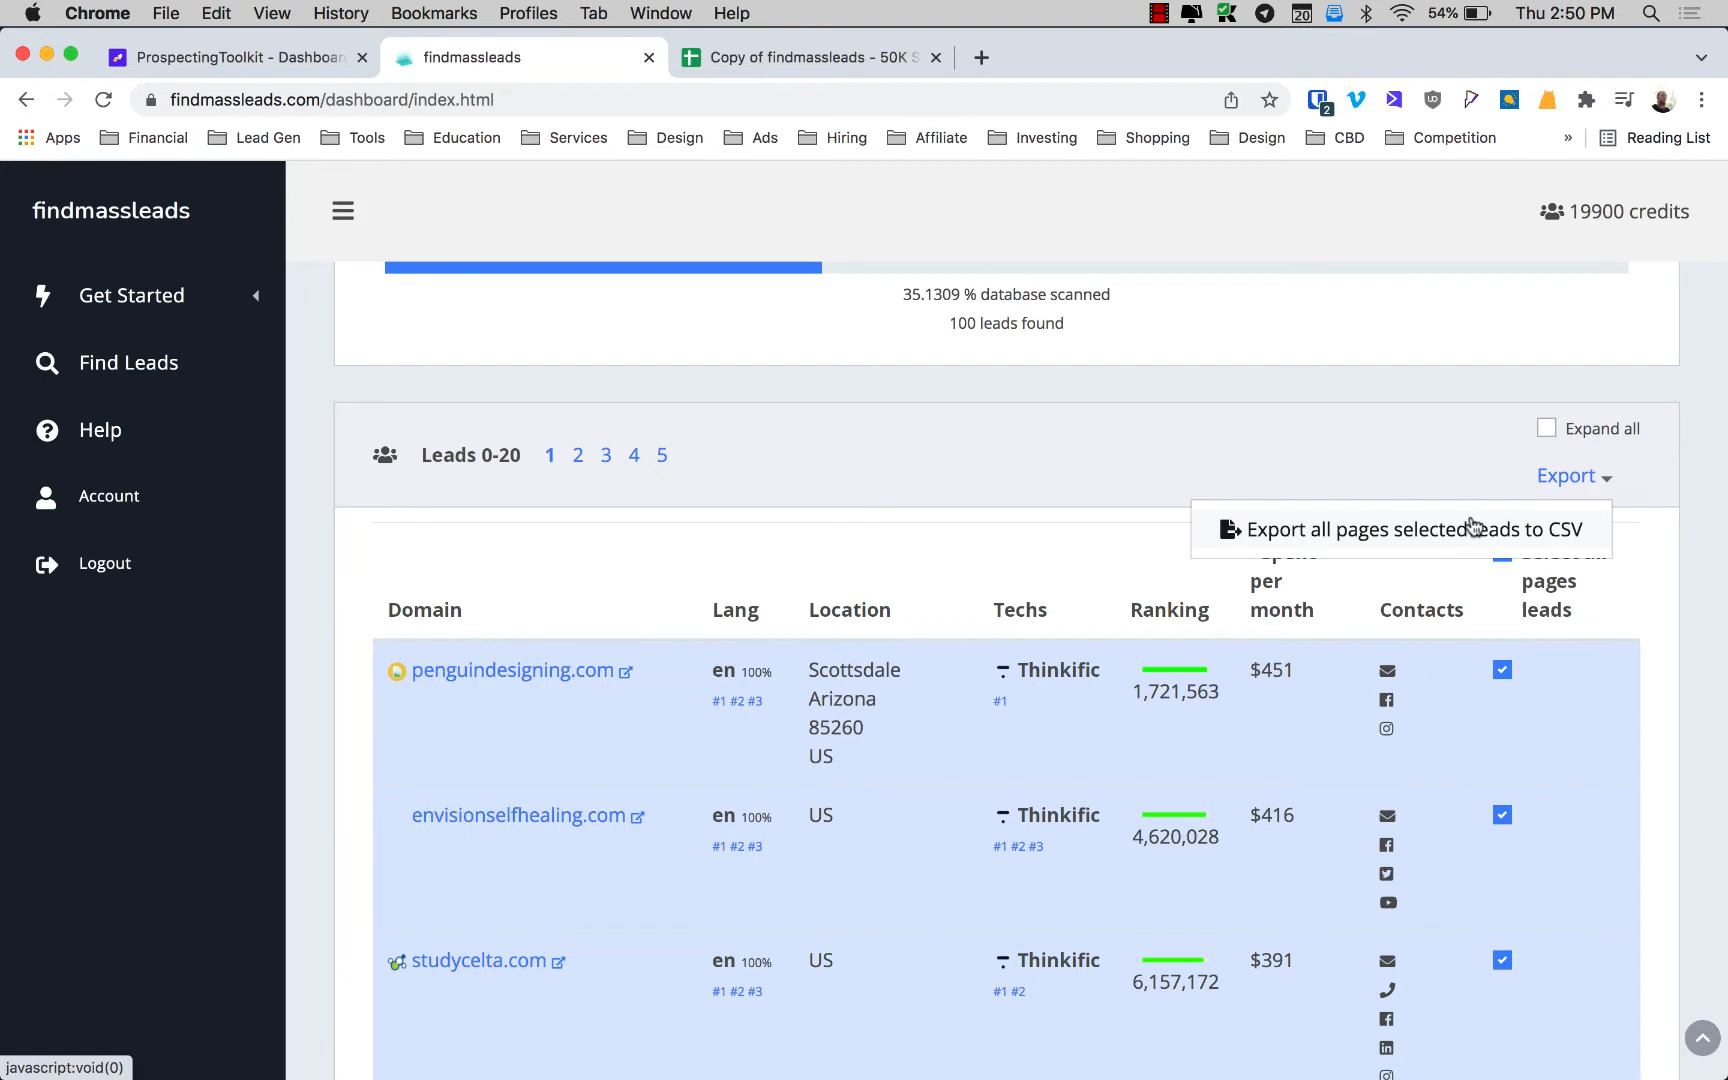 Chrome File Edit View History Bookmarks Profiles Tab Window Help 20 54% Thu 2:50 PM
ProspectingToolkit - Dashboar findmassleads Copy of findmassleads - 50K S
findmassleads.com/dashboard/index.html 2
Apps Financial Lead Gen Tools Education Services Design Ads Hiring Affiliate Investing Shopping Design CBD Competition » Reading List
findmassleads
19900 credits
Get Started
Find Leads
Help
Account
Logout
35.1309 % database scanned
100 leads found
Expand all
Leads 0-20 1 2 3 4 5
Export
Export all pages selected leads to CSV
per pages
Domain Lang Location Techs Ranking month Contacts leads
penguindesigning.com en 100% Scottsdale Thinkific $451
#1 #2 #3 Arizona #1 1,721,563
85260
US
envisionselfhealing.com en 100% US Thinkific $416
#1 #2 #3 #1 #2 #3 4,620,028
studycelta.com en 100% US Thinkific $391
#1 #2 #3 #1 #2 6,157,172
javascript:void(0)